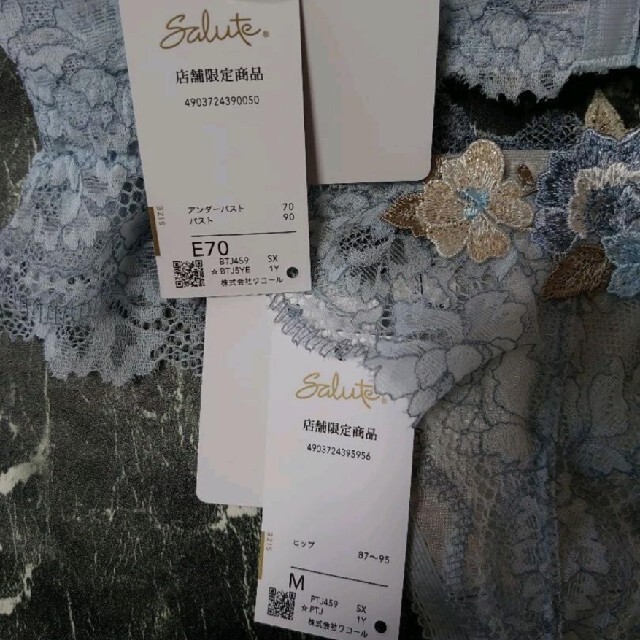 Salute®
店舗限定商品
4903724390050
SIZE
アンダーバスト 70
バスト 90
E70
BTJ459 SX
☆BTJ5YE 1Y
株式会社ワコール
Salute
店舗限定商品
4903724393956
SIZE
ヒップ 87~95
M
PTJ459 SX
☆PTJ 1Y
株式会社ワコール